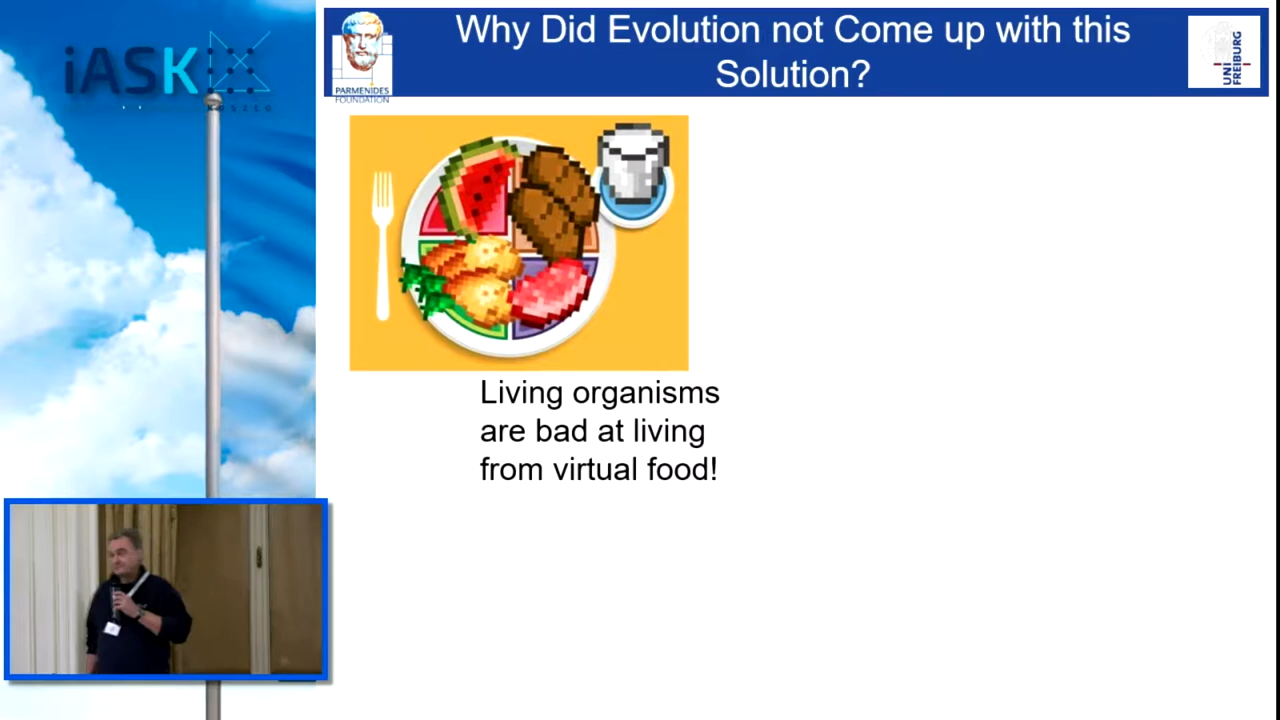 iASK
KŐSZEG
Why Did Evolution not Come up with this
Solution?
PARMENIDES
FOUNDATION
UNI
FREIBURG
Living organisms
are bad at living
from virtual food!